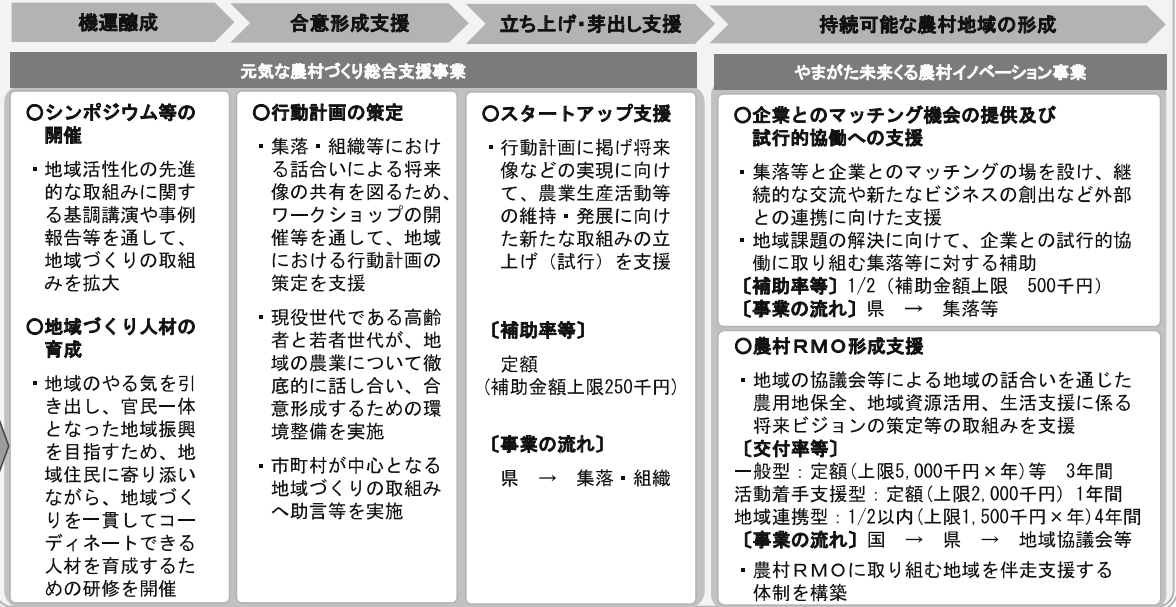 機運醸成
合意形成支援
立ち上げ・芽出し支援
持続可能な農村地域の形成
元気な農村づくり総合支援事業
やまがた未来くる農村イノベーション事業
〇シンポジウム等の
開催
・地域活性化の先進
的な取組みに関す
る基調講演や事例
報告等を通して、
地域づくりの取組
みを拡大
〇地域づくり人材の
育成
・地域のやる気を引
き出し、官民一体
となった地域振興
を目指すため、地
域住民に寄り添い
ながら、地域づく
りを一貫してコー
ディネートできる
人材を育成するた
めの研修を開催
〇行動計画の策定
・集落・組織等におけ
る話合いによる将来
像の共有を図るため、
ワークショップの開
催等を通して、地域
における行動計画の
策定を支援
・現役世代である高齢
者と若者世代が、地
域の農業について徹
底的に話し合い、合
意形成するための環
境整備を実施
・市町村が中心となる
地域づくりの取組み
へ助言等を実施
〇スタートアップ支援
・行動計画に掲げ将来
像などの実現に向け
て、農業生産活動等
の維持・発展に向け
た新たな取組みの立
上げ（試行）を支援
〔補助率等〕
定額
(補助金額上限250千円)
〔事業の流れ〕
県　→　集落・組織
〇企業とのマッチング機会の提供及び
試行的協働への支援
・集落等と企業とのマッチングの場を設け、継
続的な交流や新たなビジネスの創出など外部
との連携に向けた支援
・地域課題の解決に向けて、企業との試行的協
働に取り組む集落等に対する補助
〔補助率等〕1/2（補助金額上限　500千円）
〔事業の流れ〕県　→　集落等
〇農村ＲＭＯ形成支援
・地域の協議会等による地域の話合いを通じた
農用地保全、地域資源活用、生活支援に係る
将来ビジョンの策定等の取組みを支援
〔交付率等〕
一般型：定額(上限5,000千円×年)等　3年間
活動着手支援型：定額(上限2,000千円) 1年間
地域連携型：1/2以内(上限1,500千円×年)4年間
〔事業の流れ〕国　→　県　→　地域協議会等
・農村ＲＭＯに取り組む地域を伴走支援する
体制を構築